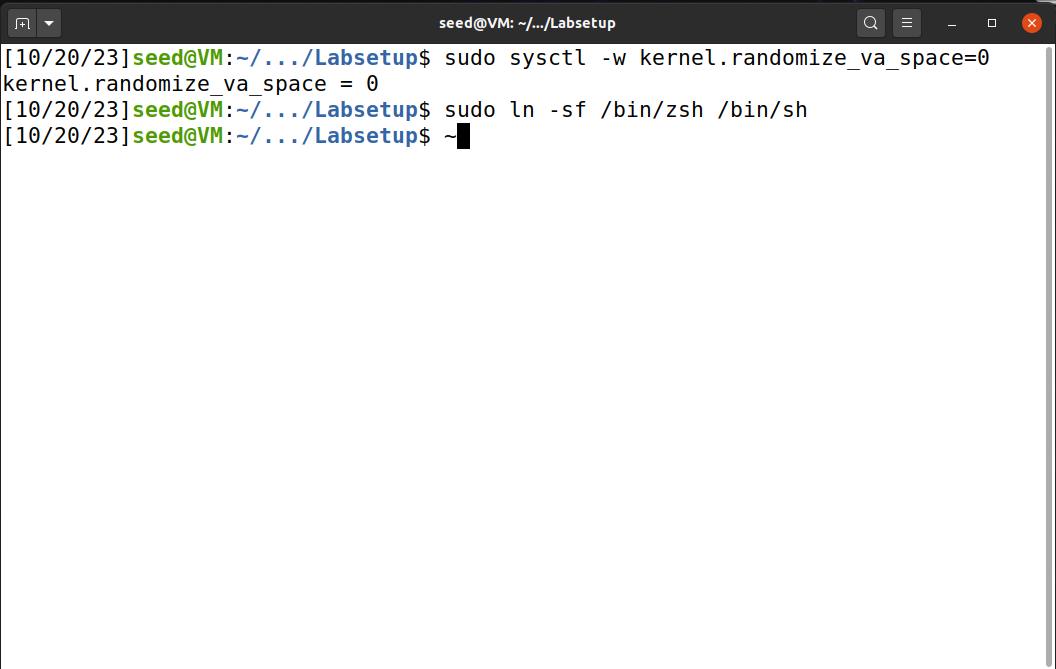 seed@VM: ~/.../Labsetup
[10/20/23]seed@VM:~/.../Labsetup$ sudo sysctl -w kernel.randomize_va_space=0
kernel.randomize_va_space = 0
[10/20/23]seed@VM:~/.../Labsetup$ sudo ln -sf /bin/zsh /bin/sh
[10/20/23]seed@VM:~/.../Labsetup$ ~